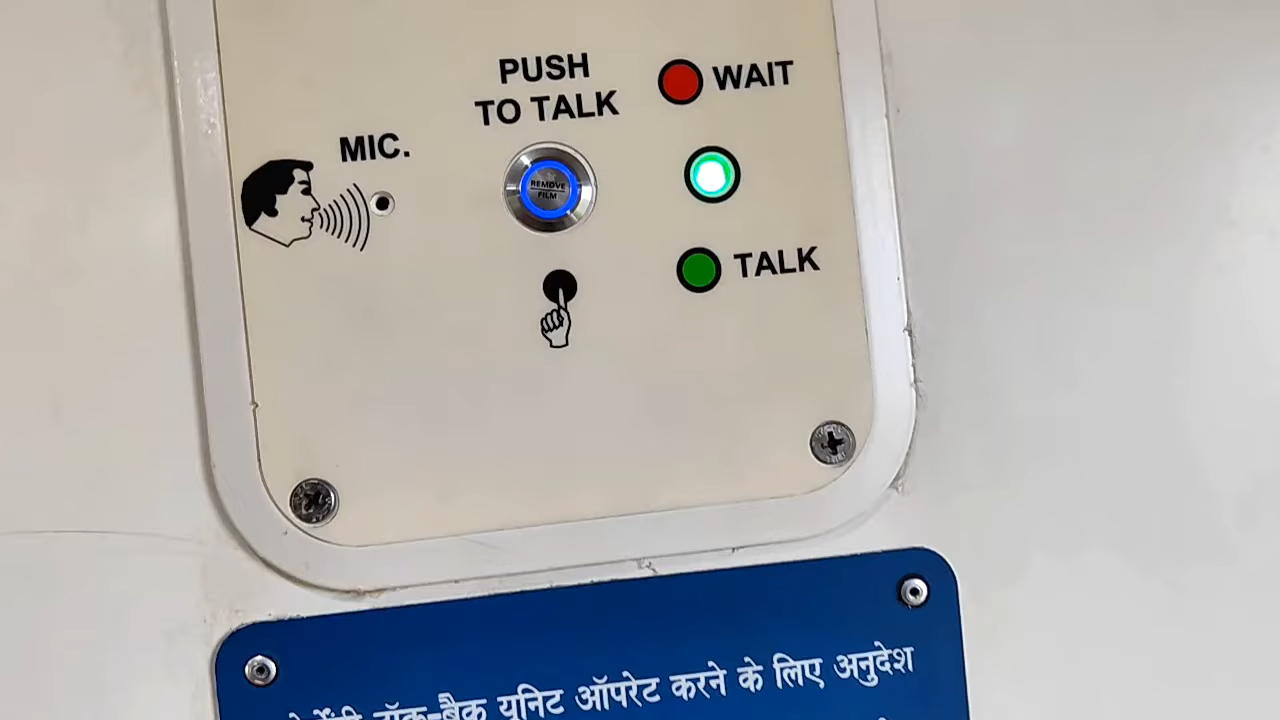 PUSH
TO TALK
WAIT
MIC.
REMOVE
FILM
TALK
टॉक-बैक यूनिट ऑपरेट करने के लिए अनुदेश